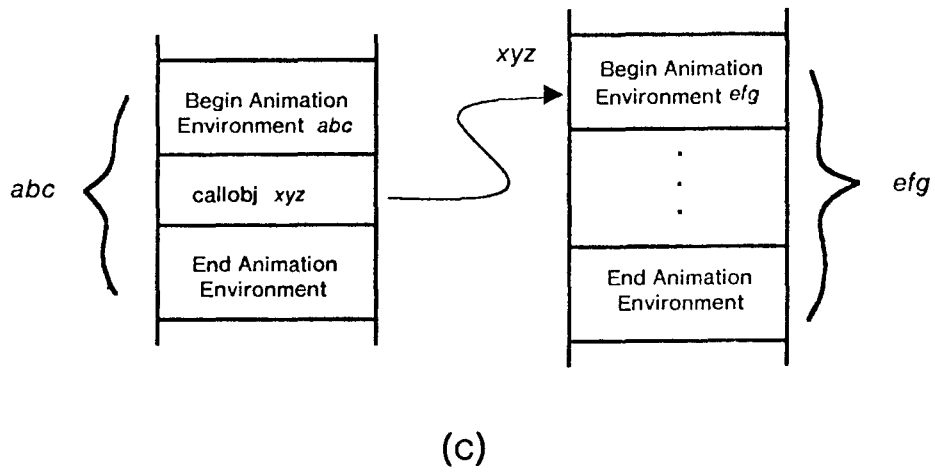 abc
Begin Animation
Environment abc
callobj xyz
End Animation
Environment
xyz
Begin Animation
Environment efg
.
.
.
End Animation
Environment
efg
(c)